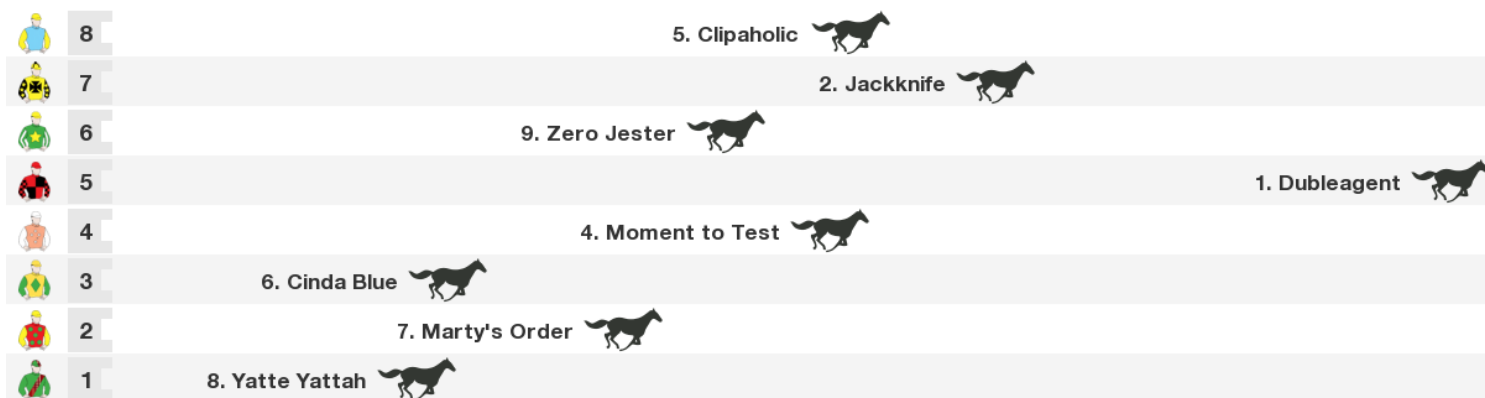 8 5. Clipaholic
7 2. Jackknife
6 9. Zero Jester
5 1. Dubleagent
4 4. Moment to Test
3 6. Cinda Blue
2 7. Marty's Order
1 8. Yatte Yattah